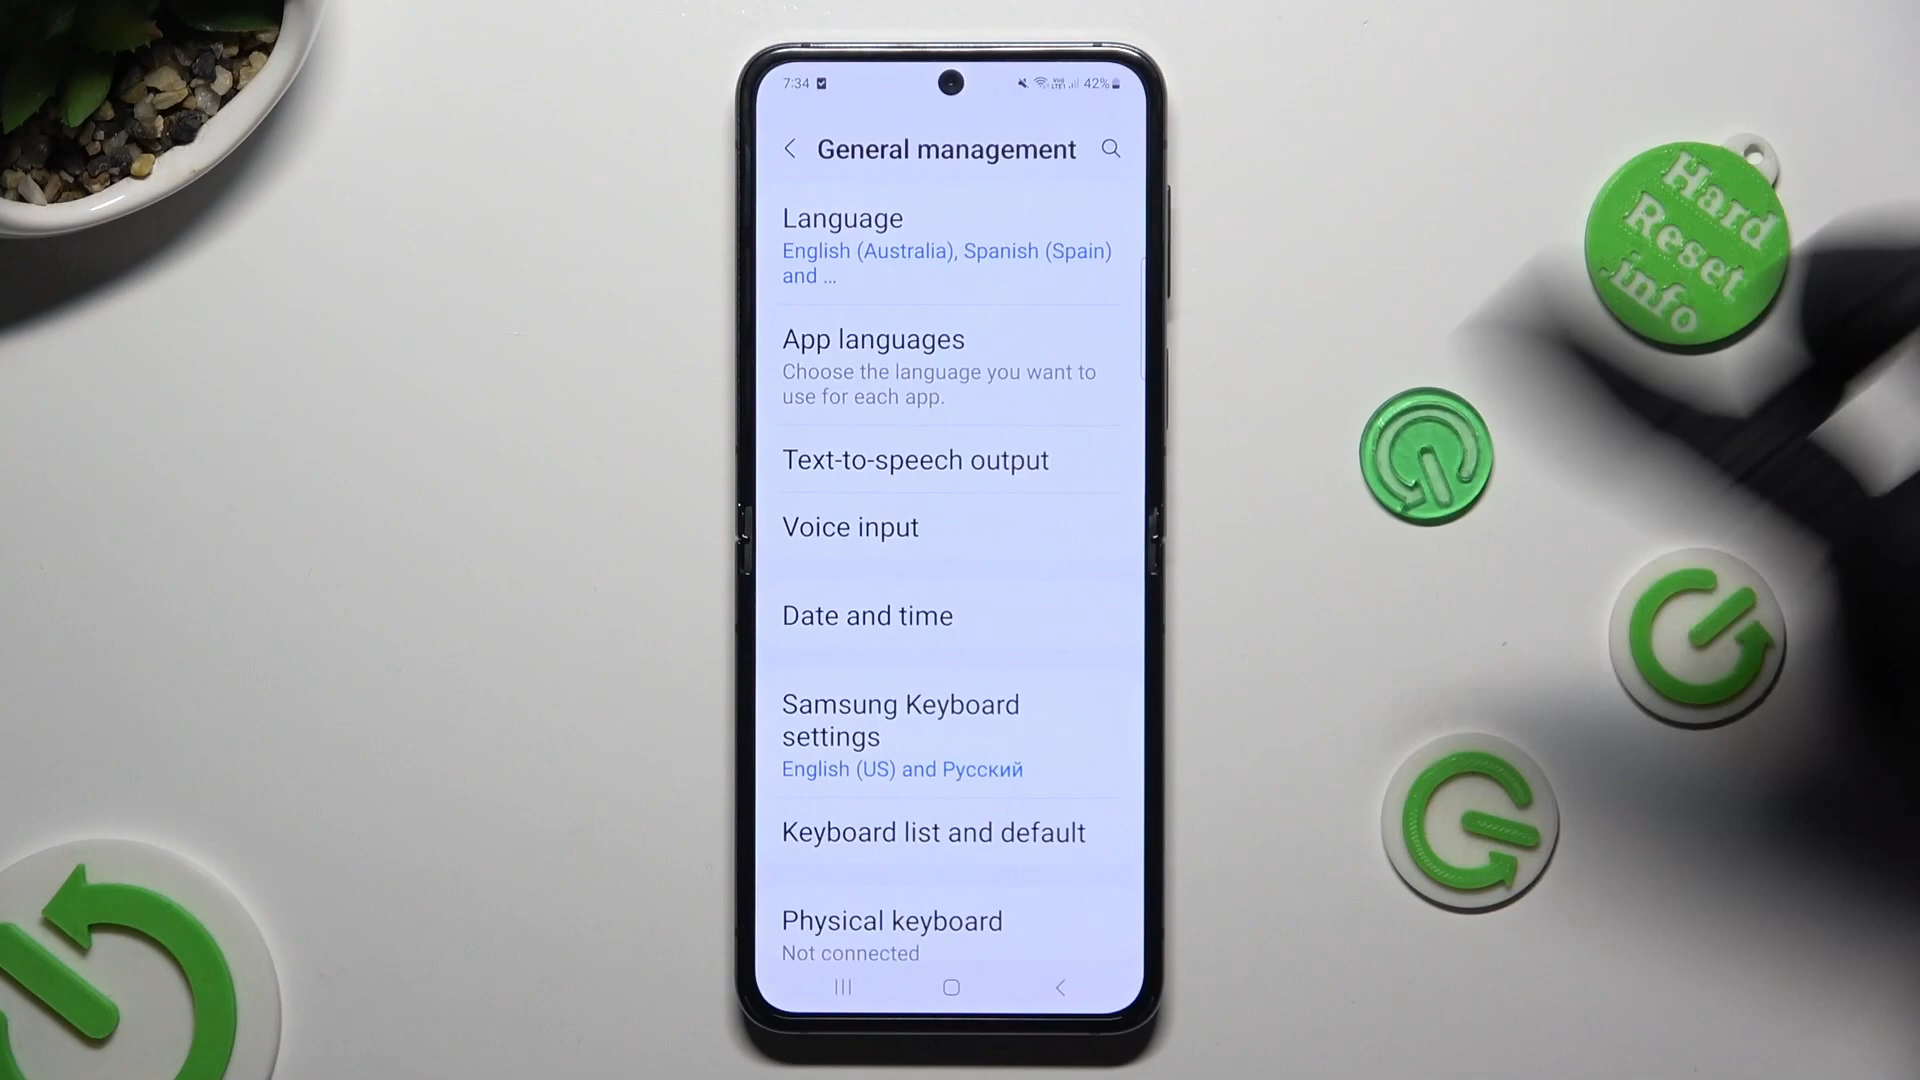 7:34
42%
General management
Language
English (Australia), Spanish (Spain)
and ...
App languages
Choose the language you want to
use for each app.
Text-to-speech output
Voice input
Date and time
Samsung Keyboard
settings
English (US) and Русский
Keyboard list and default
Physical keyboard
Not connected
Hard
Reset
info